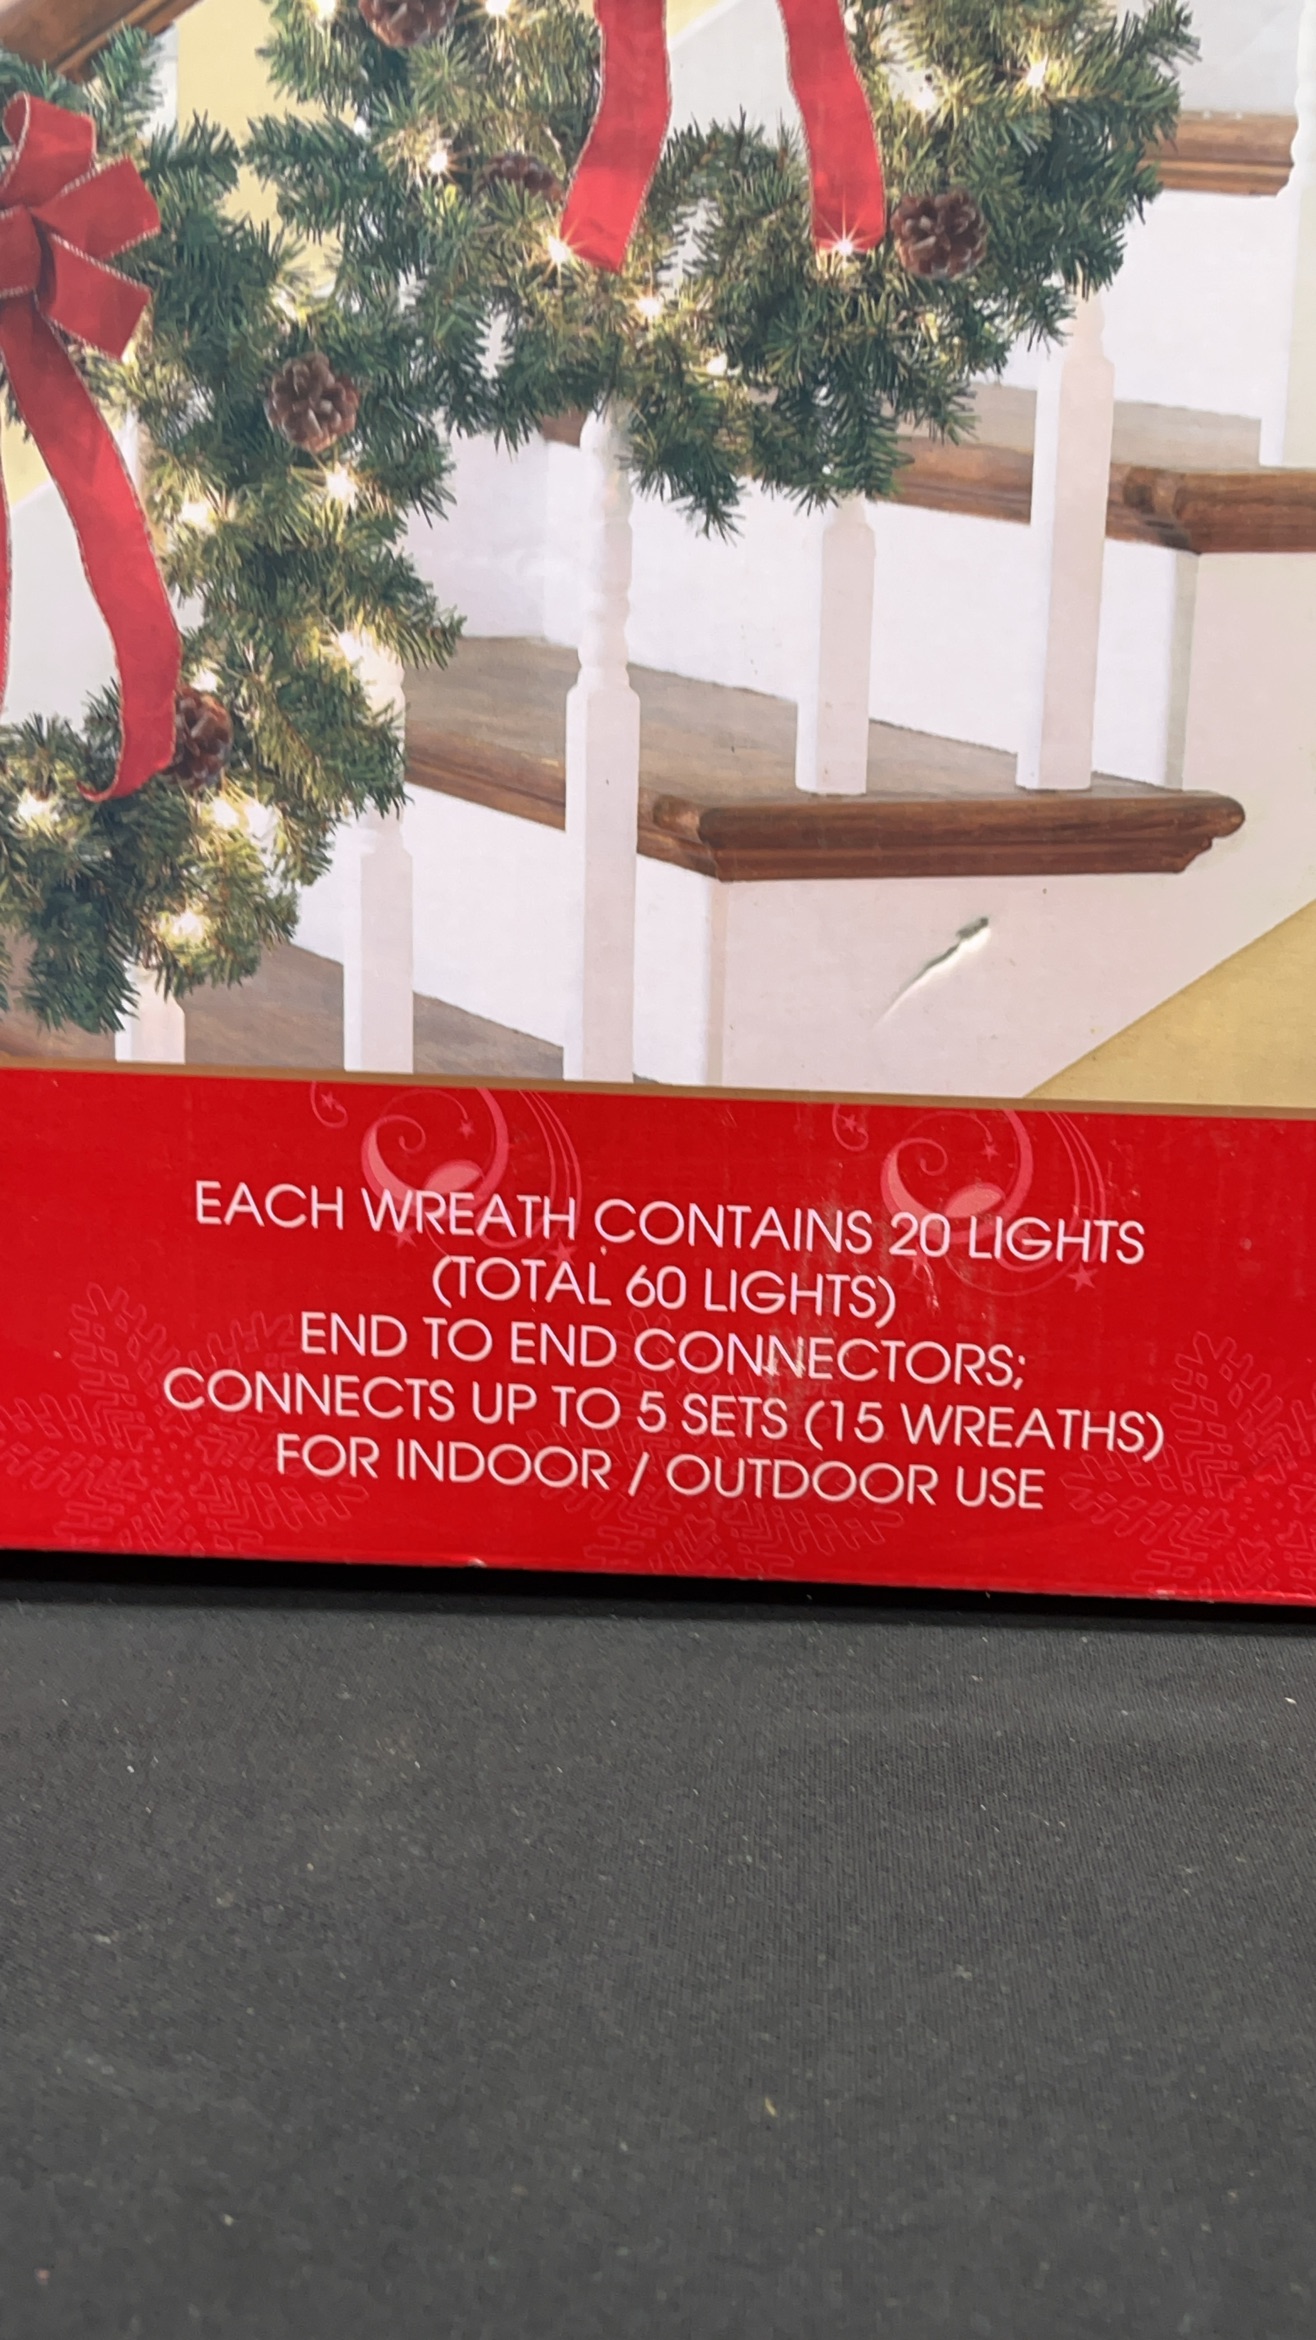 EACH WREATH CONTAINS 20 LIGHTS
(TOTAL 60 LIGHTS)
END TO END CONNECTORS;
CONNECTS UP TO 5 SETS (15 WREATHS)
FOR INDOOR / OUTDOOR USE